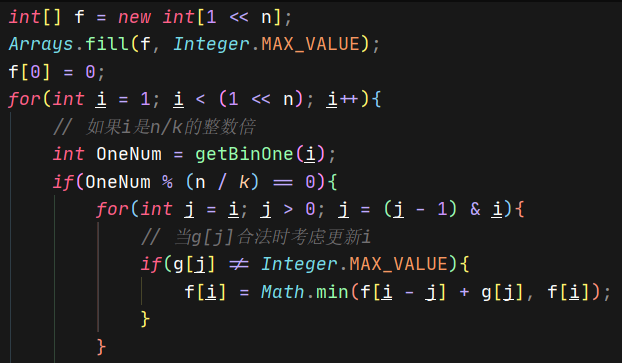 int[] f = new int[1 << n];
Arrays.fill(f, Integer.MAX_VALUE);
f[0] = 0;
for(int i = 1; i < (1 << n); i++){
// 如果i是n/k的整数倍
int OneNum = getBinOne(i);
if(OneNum % (n / k) == 0){
for(int j = i; j > 0; j = (j - 1) & i){
// 当g[j]合法时考虑更新i
if(g[j] != Integer.MAX_VALUE){
f[i] = Math.min(f[i - j] + g[j], f[i]);
}
}